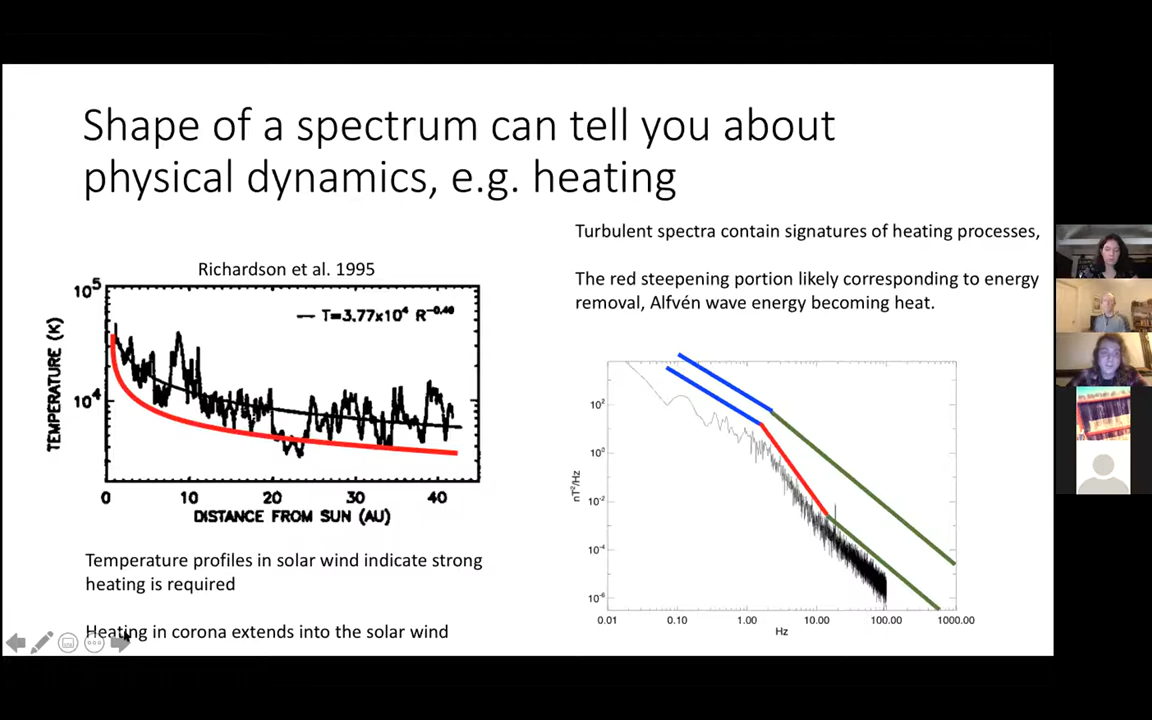 Shape of a spectrum can tell you about
physical dynamics, e.g. heating
Turbulent spectra contain signatures of heating processes,
The red steepening portion likely corresponding to energy
removal, Alfvén wave energy becoming heat.
Richardson et al. 1995
10⁵
T=3.77x10⁴ R⁻⁰·⁴⁰
TEMPERATURE (K)
10⁴
0 10 20 30 40
DISTANCE FROM SUN (AU)
Temperature profiles in solar wind indicate strong
heating is required
Heating in corona extends into the solar wind
10²
10⁰
nT²/Hz
10⁻²
10⁻⁴
10⁻⁶
0.01 0.10 1.00 10.00 100.00 1000.00
Hz